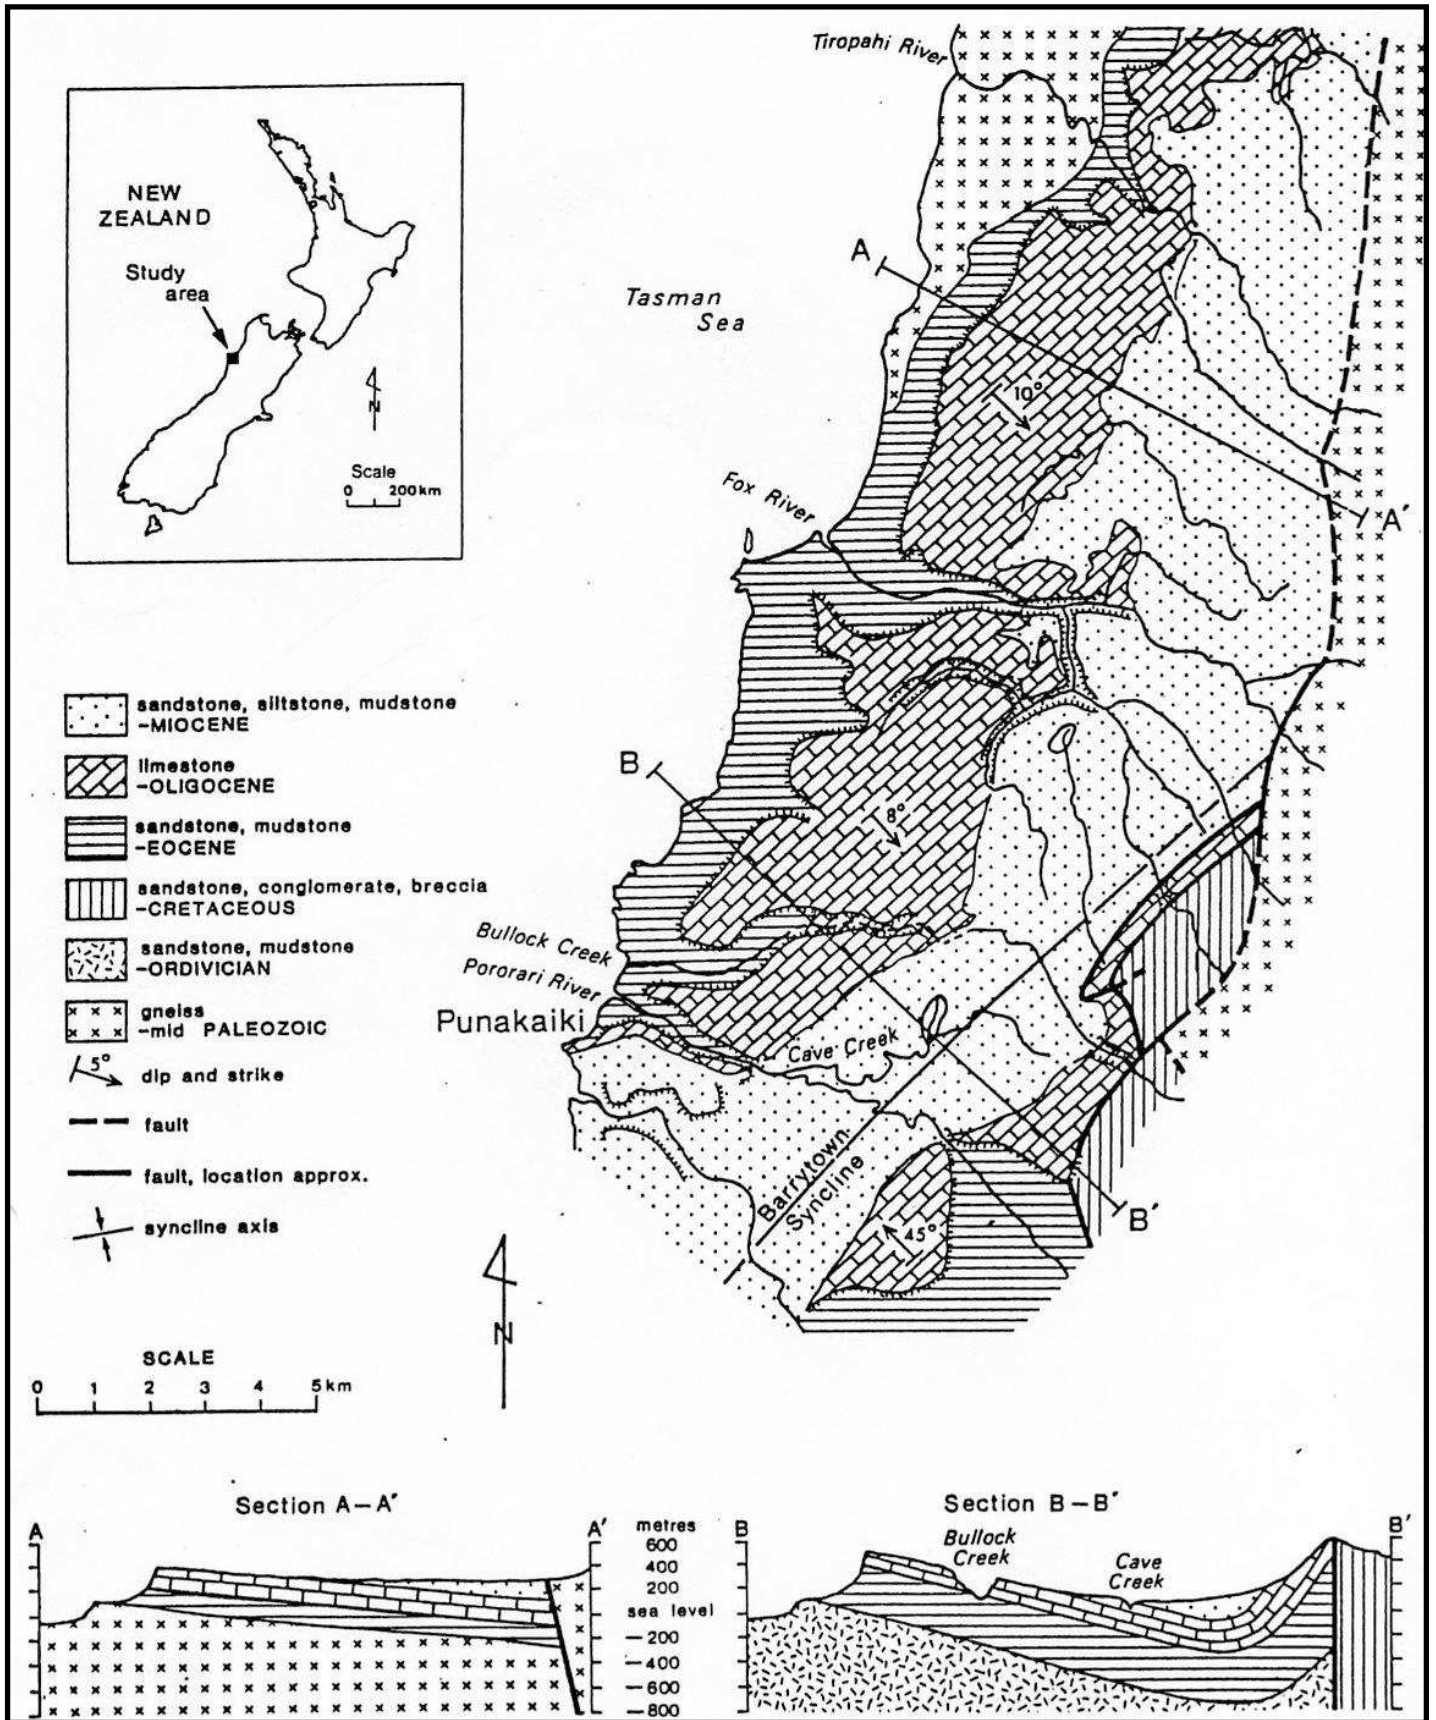 Tiropahi River
NEW
ZEALAND
Study
area
N
Scale
0 200km
A
Tasman
Sea
10°
Fox River
A'
sandstone, siltstone, mudstone
-MIOCENE
limestone
-OLIGOCENE
sandstone, mudstone
-EOCENE
sandstone, conglomerate, breccia
-CRETACEOUS
sandstone, mudstone
-ORDIVICIAN
gneiss
-mid PALEOZOIC
5°
dip and strike
fault
fault, location approx.
syncline axis
B
8°
Bullock Creek
Pororari River
Punakaiki
Cave Creek
Barrytown
Syncline
45°
B'
N
SCALE
0 1 2 3 4 5 km
Section A-A'
A
A'
metres
600
400
200
sea level
-200
-400
-600
-800
Section B-B'
B
Bullock
Creek
Cave
Creek
B'